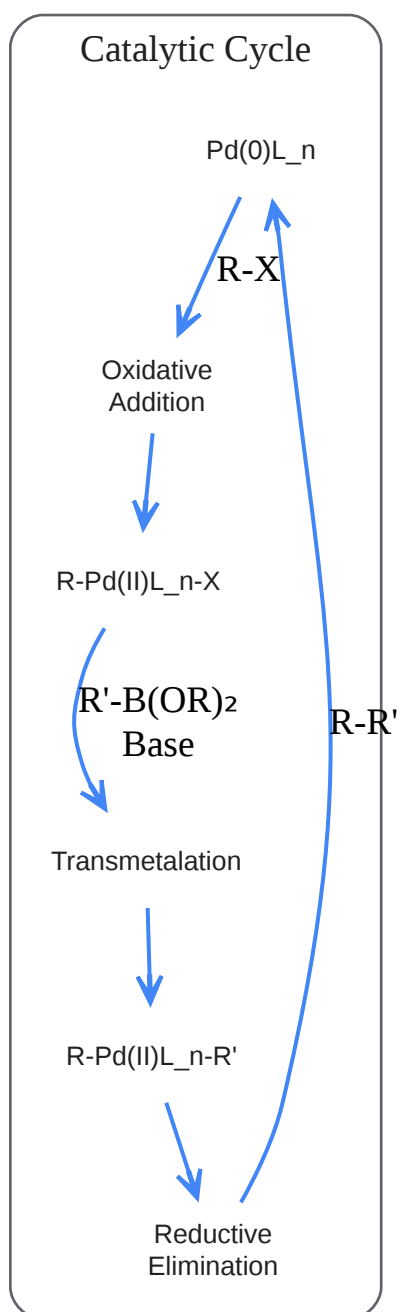 Catalytic Cycle
Pd(0)L_n
R-X
Oxidative
Addition
R-Pd(II)L_n-X
R'-B(OR)₂
Base
R-R'
Transmetalation
R-Pd(II)L_n-R'
Reductive
Elimination